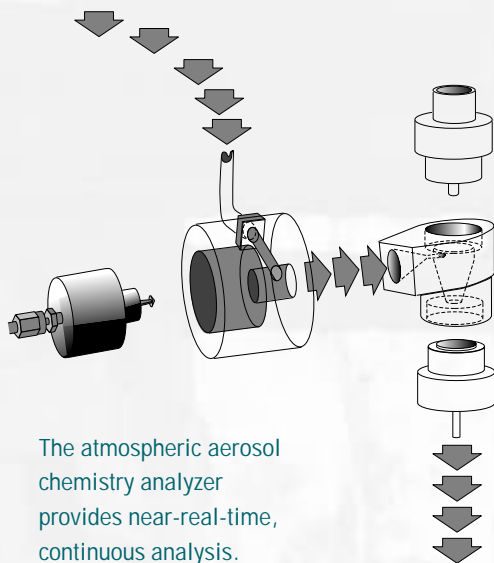 The atmospheric aerosol
chemistry analyzer
provides near-real-time,
continuous analysis.